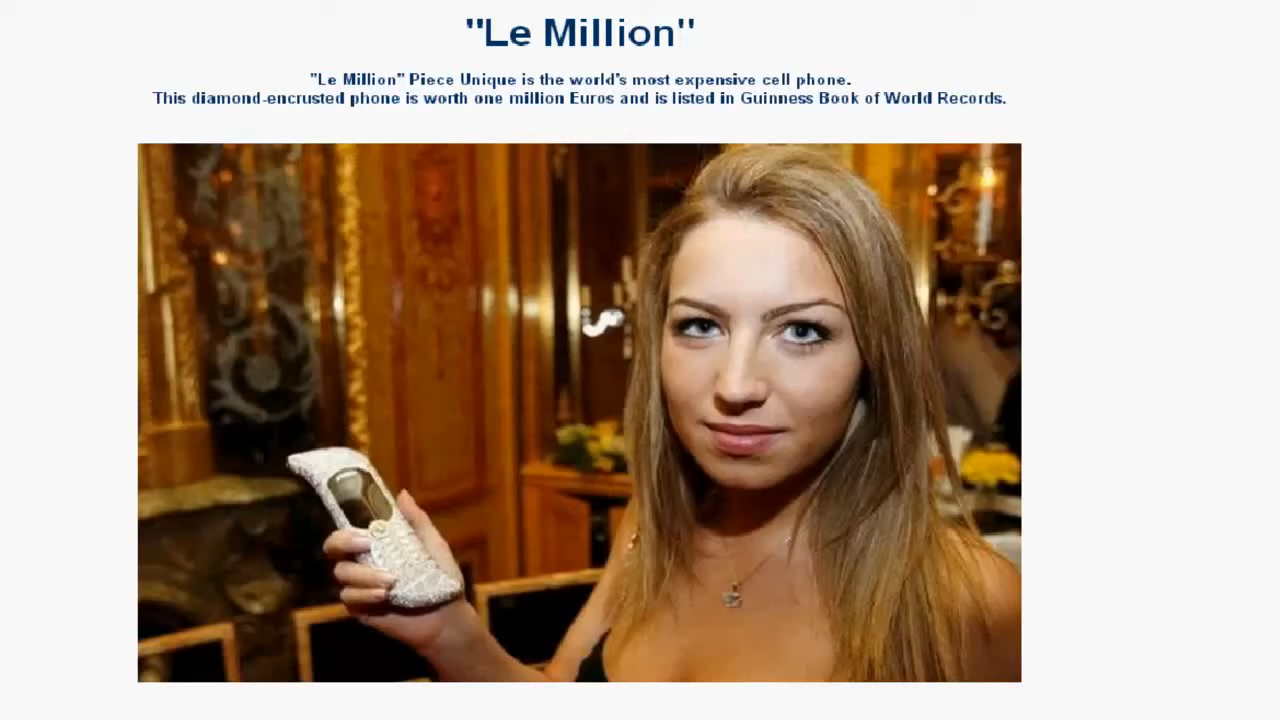 "Le Million"
"Le Million" Piece Unique is the world's most expensive cell phone.
This diamond-encrusted phone is worth one million Euros and is listed in Guinness Book of World Records.